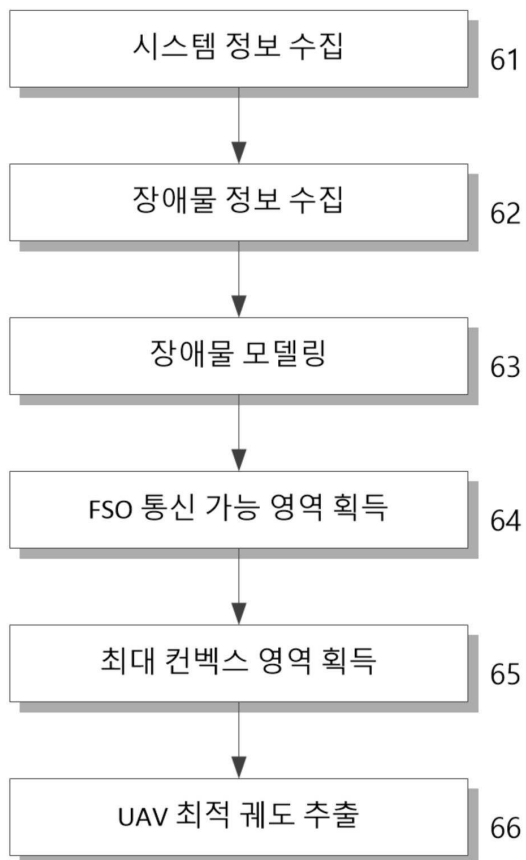 시스템 정보 수집
61
장애물 정보 수집
62
장애물 모델링
63
FSO 통신 가능 영역 획득
64
최대 컨벡스 영역 획득
65
UAV 최적 궤도 추출
66